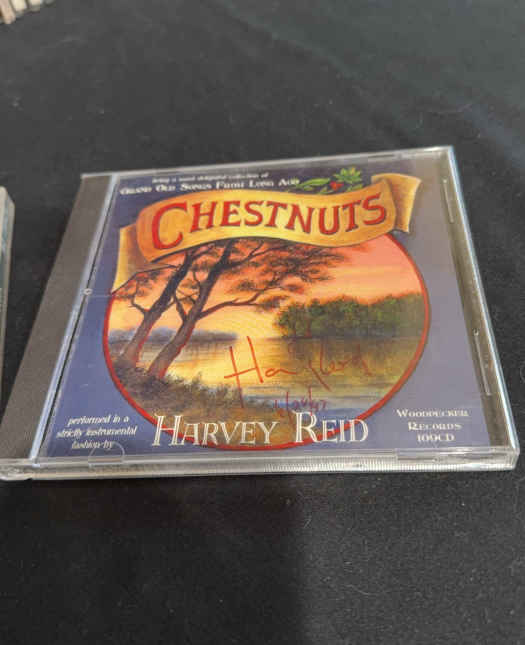 being a most delightful collection of
GRAND OLD SONGS FROM LONG AGO
CHESTNUTS
performed in a
strictly instrumental
fashion by
HARVEY REID
WOODPECKER
RECORDS
109CD